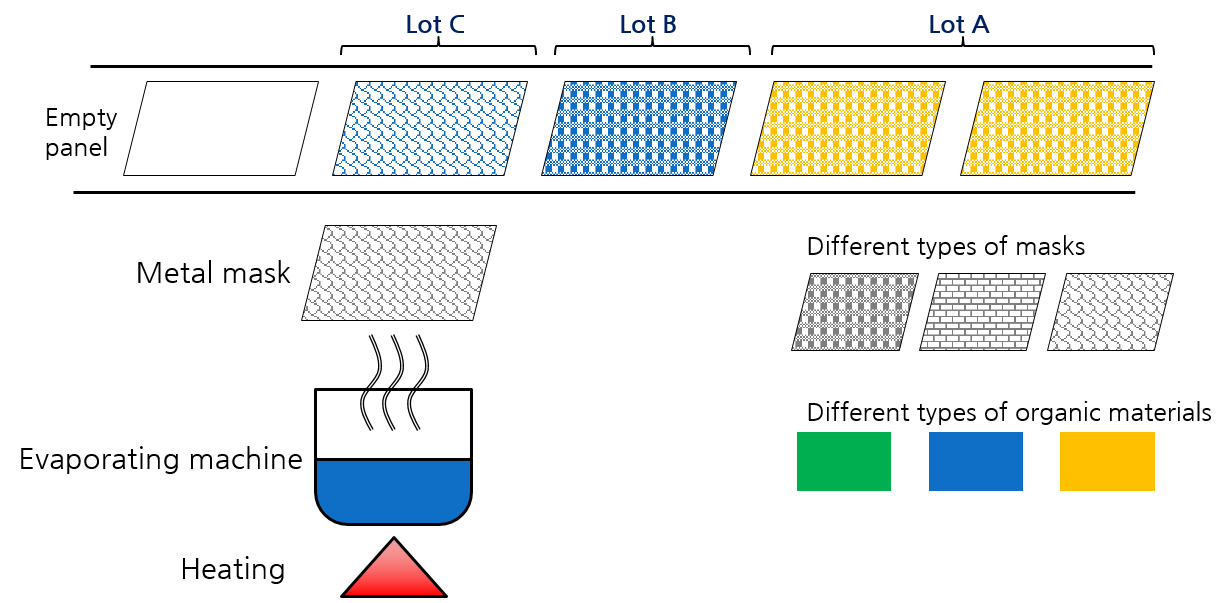 Lot C
Lot B
Lot A
Empty
panel
Metal mask
Different types of masks
Different types of organic materials
Evaporating machine
Heating